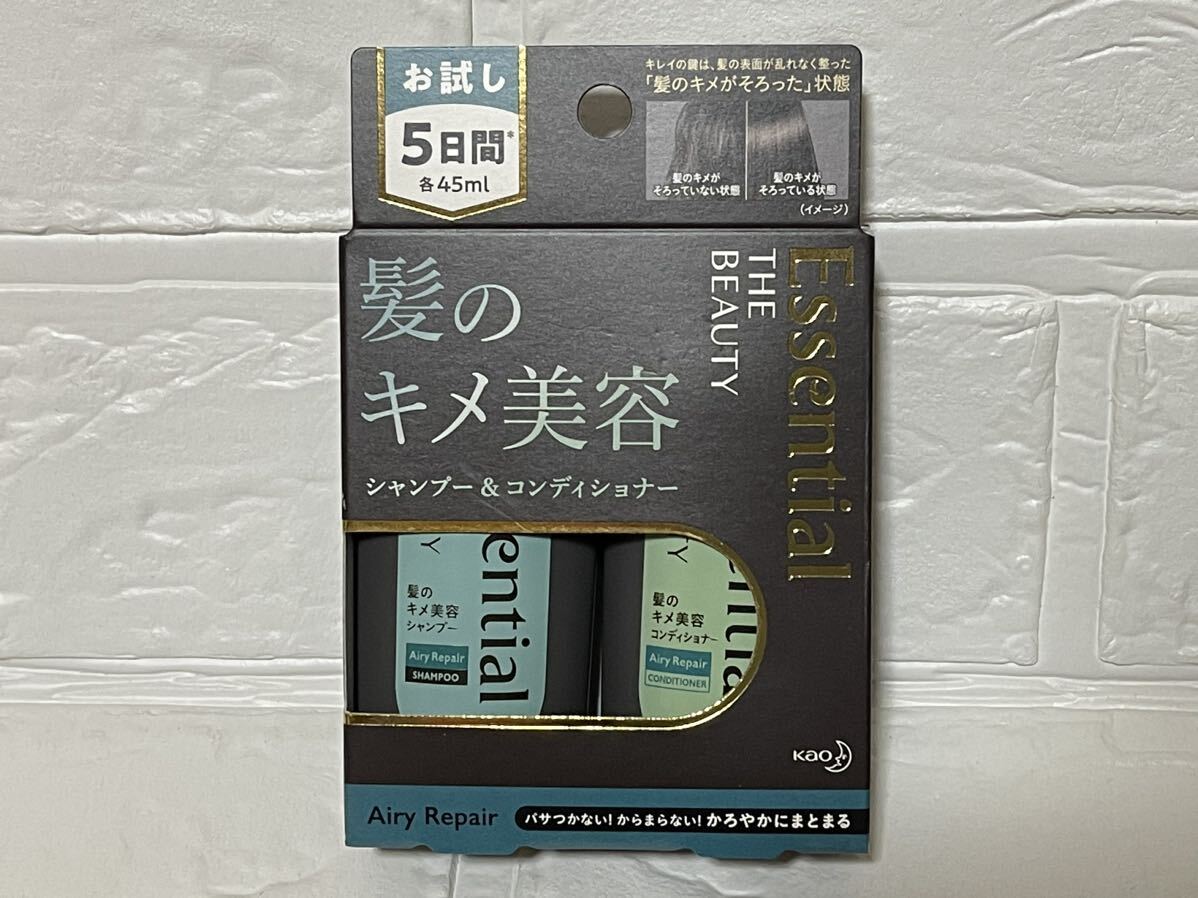 お試し
5日間*
各45ml
キレイの鍵は、髪の表面が乱れなく整った
「髪のキメがそろった」状態
髪のキメが
そろっていない状態
髪のキメが
そろっている状態
(イメージ)
Essential
THE
BEAUTY
髪の
キメ美容
シャンプー&コンディショナー
Y
ential
髪の
キメ美容
シャンプー
Airy Repair
SHAMPOO
Y
髪の
キメ美容
コンディショナー
Airy Repair
CONDITIONER
Kao
Airy Repair
パサつかない!からまらない!かろやかにまとまる